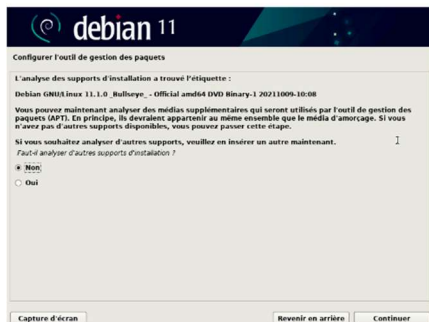 debian 11
Configurer l'outil de gestion des paquets
L'analyse des supports d'installation a trouvé l'étiquette :
Debian GNU/Linux 11.1.0 _Bullseye_ - Official amd64 DVD Binary-1 20211009-10:08
Vous pouvez maintenant analyser des médias supplémentaires qui seront utilisés par l'outil de gestion des
paquets (APT). En principe, ils devraient appartenir au même ensemble que le média d'amorçage. Si vous
n'avez pas d'autres supports disponibles, vous pouvez passer cette étape.
Si vous souhaitez analyser d'autres supports, veuillez en insérer un autre maintenant.
Faut-il analyser d'autres supports d'installation ?
Non
Oui
Capture d'écran
Revenir en arrière
Continuer